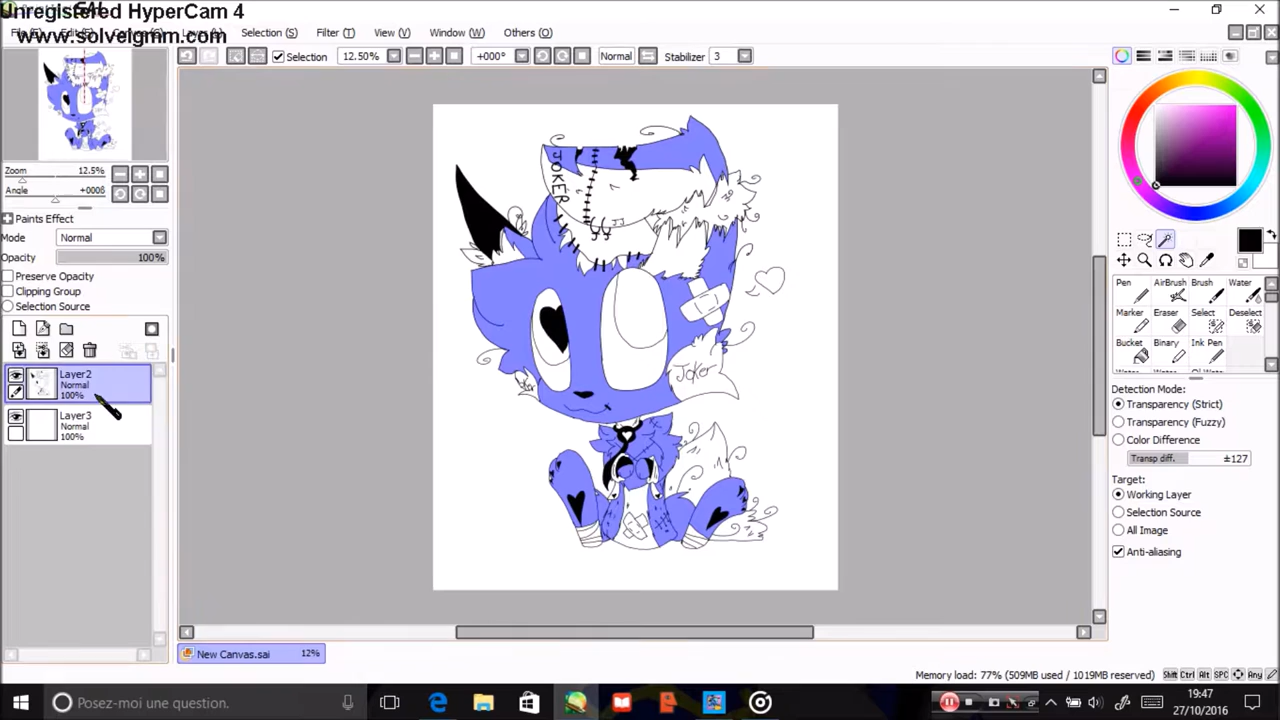 Unregistered HyperCam 4
www.solveigmm.com
Selection (S) Filter (T) View (V) Window (W) Others (O)
Selection 12.50% +000° Normal Stabilizer 3
Zoom 12.5%
Angle +000ß
Paints Effect
Mode Normal
Opacity 100%
Preserve Opacity
Clipping Group
Selection Source
Layer2
Normal
100%
Layer3
Normal
100%
JOKER
JJ
Joker
Pen AirBrush Brush Water
Marker Eraser Select Deselect
Bucket Binary Ink Pen
Detection Mode:
Transparency (Strict)
Transparency (Fuzzy)
Color Difference
Transp diff. ±127
Target:
Working Layer
Selection Source
All Image
Anti-aliasing
New Canvas.sai 12%
Memory load: 77% (509MB used / 1019MB reserved) Shift Ctrl Alt SPC Any
Posez-moi une question.
19:47
27/10/2016